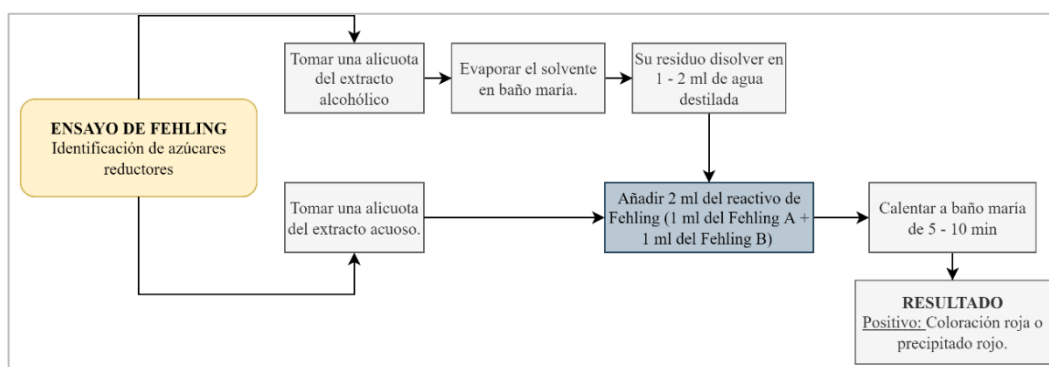 ENSAYO DE FEHLING
Identificación de azúcares
reductores
Tomar una alícuota
del extracto
alcohólico
Evaporar el solvente
en baño maría.
Su residuo disolver en
1 - 2 ml de agua
destilada
Tomar una alícuota
del extracto acuoso.
Añadir 2 ml del reactivo de
Fehling (1 ml del Fehling A +
1 ml del Fehling B)
Calentar a baño maría
de 5 - 10 min
RESULTADO
Positivo: Coloración roja o
precipitado rojo.